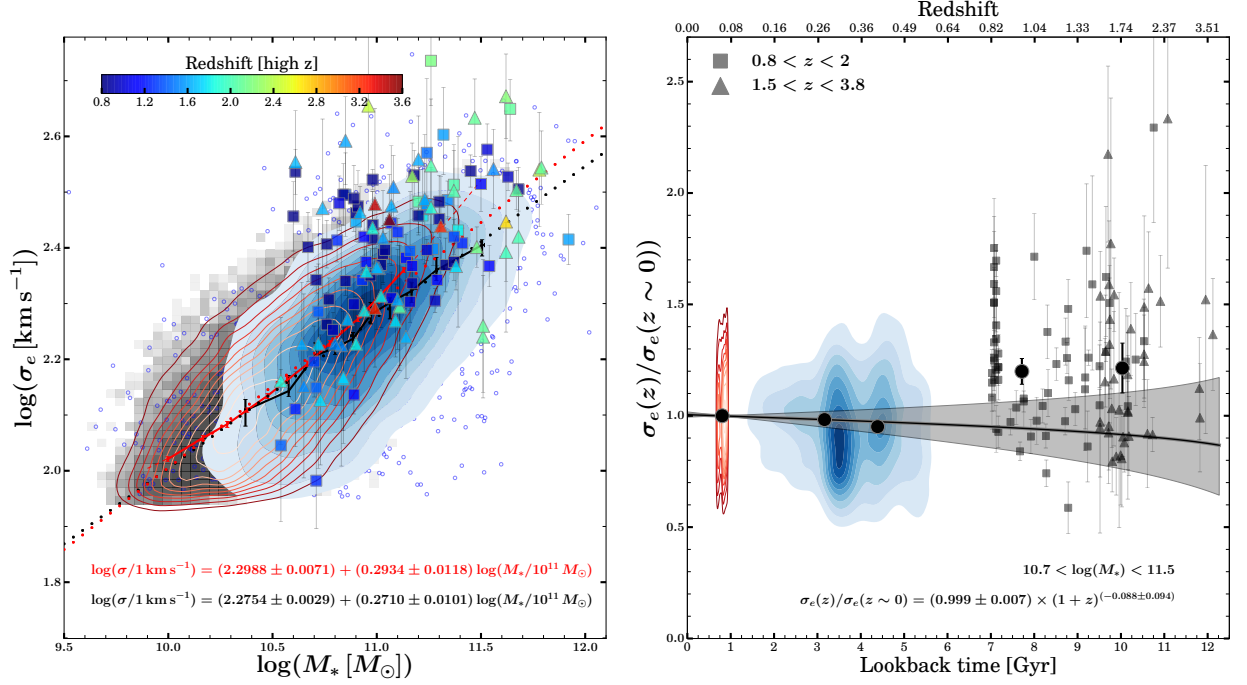 Redshift [high z]
0.8 1.2 1.6 2.0 2.4 2.8 3.2 3.6
log(σe [km s−1])
2.6
2.4
2.2
2.0
1.8
log(σ/1 km s−1) = (2.2988 ± 0.0071) + (0.2934 ± 0.0118) log(M*/10^11 M⊙)
log(σ/1 km s−1) = (2.2754 ± 0.0029) + (0.2710 ± 0.0101) log(M*/10^11 M⊙)
9.5 10.0 10.5 11.0 11.5 12.0
log(M* [M⊙])
Redshift
0.00 0.08 0.16 0.26 0.36 0.49 0.64 0.82 1.04 1.33 1.74 2.37 3.51
0.8 < z < 2
1.5 < z < 3.8
σe(z)/σe(z ∼ 0))
2.5
2.0
1.5
1.0
0.5
0.0
10.7 < log(M*) < 11.5
σe(z)/σe(z ∼ 0) = (0.999 ± 0.007) × (1 + z)^(−0.088±0.094)
0 1 2 3 4 5 6 7 8 9 10 11 12
Lookback time [Gyr]